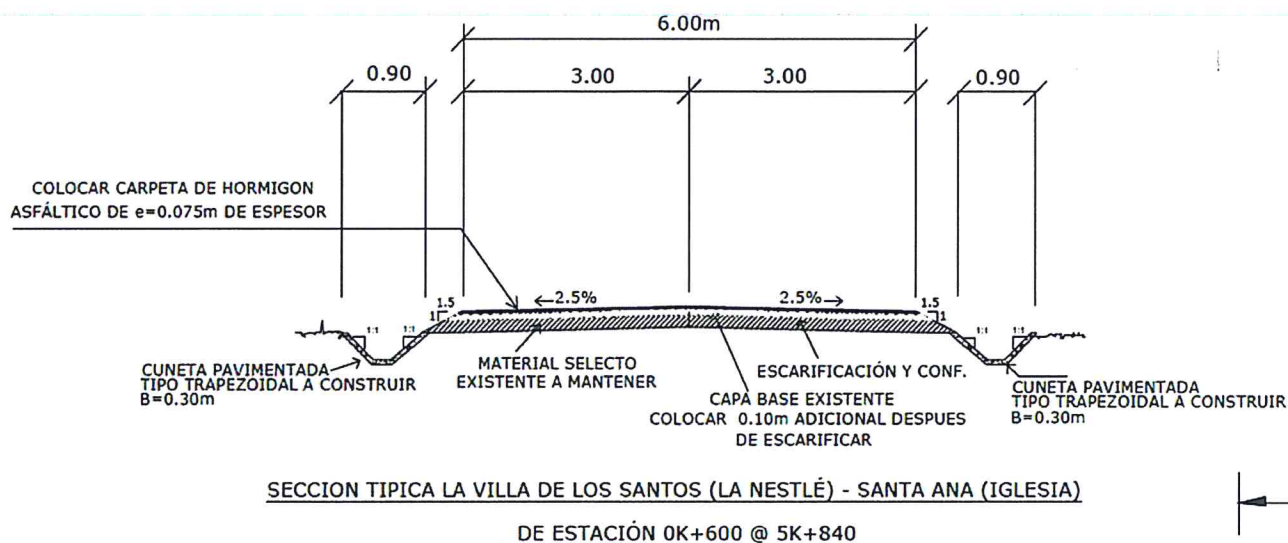 6.00m
0.90
3.00
3.00
0.90
COLOCAR CARPETA DE HORMIGON
ASFÁLTICO DE e=0.075m DE ESPESOR
1.5
1
2.5%
2.5%
1.5
1
1:1
1:1
1:1
1:1
CUNETA PAVIMENTADA
TIPO TRAPEZOIDAL A CONSTRUIR
B=0.30m
MATERIAL SELECTO
EXISTENTE A MANTENER
ESCARIFICACIÓN Y CONF.
CAPA BASE EXISTENTE
COLOCAR 0.10m ADICIONAL DESPUES
DE ESCARIFICAR
CUNETA PAVIMENTADA
TIPO TRAPEZOIDAL A CONSTRUIR
B=0.30m
SECCION TIPICA LA VILLA DE LOS SANTOS (LA NESTLÉ) - SANTA ANA (IGLESIA)
DE ESTACIÓN 0K+600 @ 5K+840